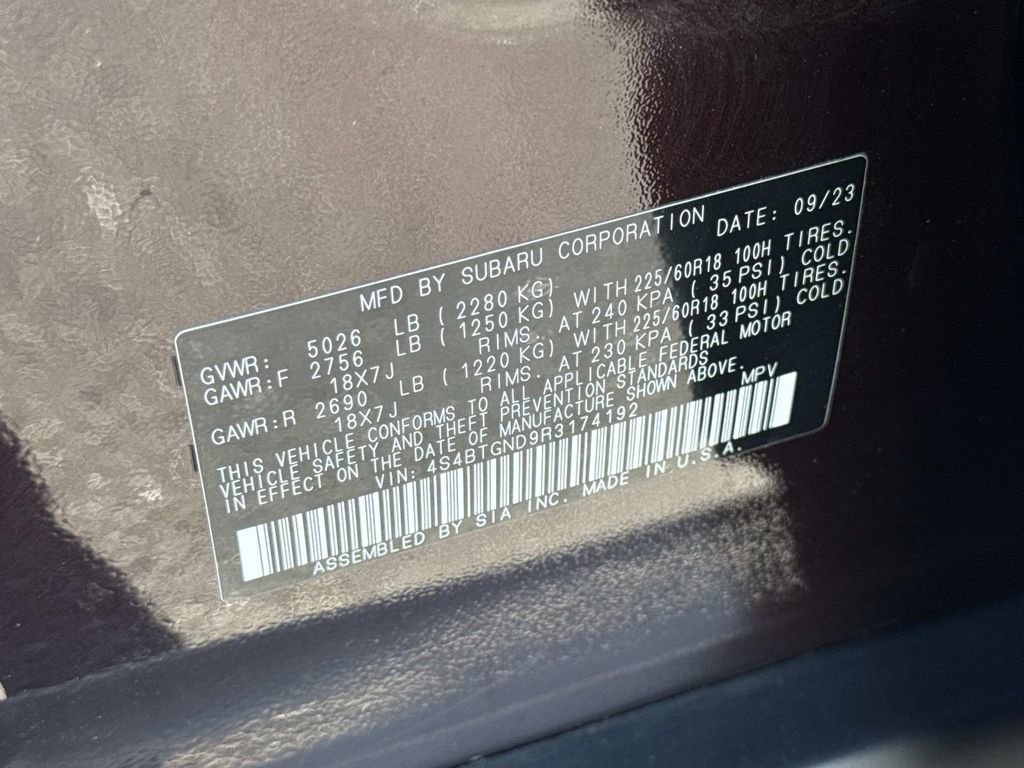 MFD BY SUBARU CORPORATION DATE: 09/23
GVWR: 5026 LB ( 2280 KG)
GAWR:F 2756 LB ( 1250 KG) WITH 225/60R18 100H TIRES.
18X7J RIMS. AT 240 KPA ( 35 PSI) COLD
GAWR:R 2690 LB ( 1220 KG) WITH 225/60R18 100H TIRES.
18X7J RIMS. AT 230 KPA ( 33 PSI) COLD
THIS VEHICLE CONFORMS TO ALL APPLICABLE FEDERAL MOTOR
VEHICLE SAFETY AND THEFT PREVENTION STANDARDS
IN EFFECT ON THE DATE OF MANUFACTURE SHOWN ABOVE.
VIN: 4S4BTGND9R3174192 MPV
ASSEMBLED BY SIA INC. MADE IN U.S.A.